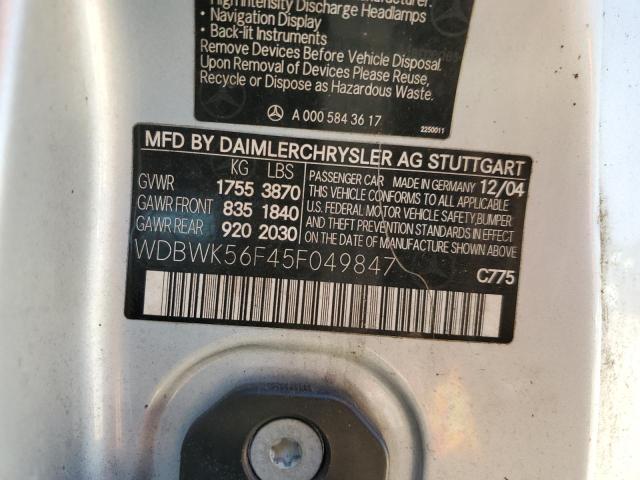 High Intensity Discharge Headlamps
• Navigation Display
• Back-lit Instruments
Remove Devices Before Vehicle Disposal
Upon Removal of Devices Please Reuse,
Recycle or Dispose as Hazardous Waste.
A 000 584 36 17
2250011
MFD BY DAIMLERCHRYSLER AG STUTTGART
KG LBS
GVWR 1755 3870
GAWR FRONT 835 1840
GAWR REAR 920 2030
PASSENGER CAR MADE IN GERMANY 12/04
THIS VEHICLE CONFORMS TO ALL APPLICABLE
U.S. FEDERAL MOTOR VEHICLE SAFETY, BUMPER
AND THEFT PREVENTION STANDARDS IN EFFECT
ON THE DATE OF MANUFACTURE SHOWN ABOVE.
WDBWK56F45F049847
C775